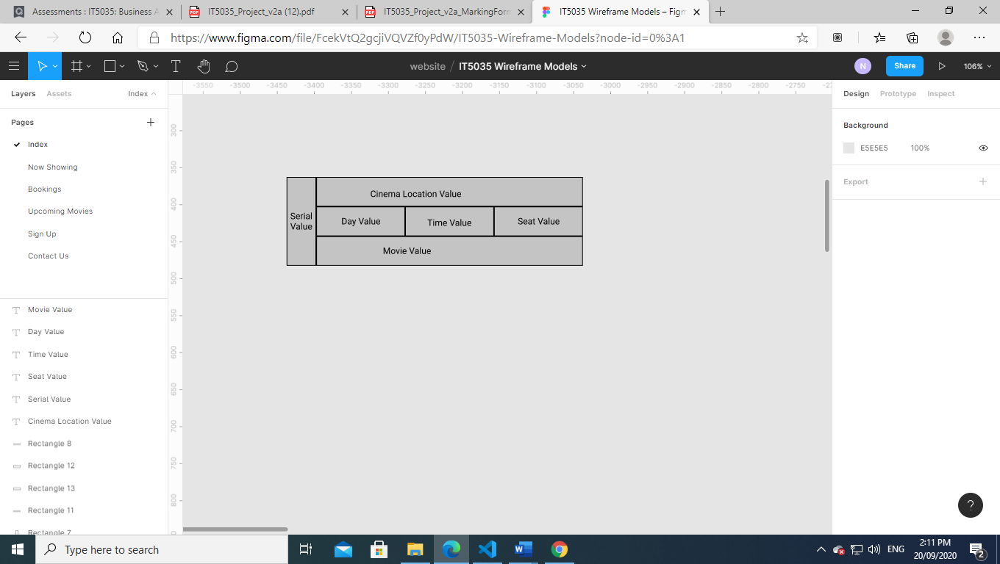 Assessments : IT5035: Business A
IT5035_Project_v2a (12).pdf
IT5035_Project_v2a_MarkingForm
IT5035 Wireframe Models – Figm
https://www.figma.com/file/FcekVtQ2gcjiVQVZf0yPdW/IT5035-Wireframe-Models?node-id=0%3A1
website / IT5035 Wireframe Models
N
Share
106%
Layers
Assets
Index
-3550 -3500 -3450 -3400 -3350 -3300 -3250 -3200 -3150 -3100 -3050 -3000 -2950 -2900 -2850 -2800 -2750
Design
Prototype
Inspect
Pages
Index
Now Showing
Bookings
Upcoming Movies
Sign Up
Contact Us
Movie Value
Day Value
Time Value
Seat Value
Serial Value
Cinema Location Value
Rectangle 8
Rectangle 12
Rectangle 13
Rectangle 11
Rectangle 7
300
350
400
450
500
550
600
650
700
750
800
Cinema Location Value
Serial
Value
Day Value
Time Value
Seat Value
Movie Value
Background
E5E5E5 100%
Export
?
Type here to search
ENG
2:11 PM
20/09/2020
2